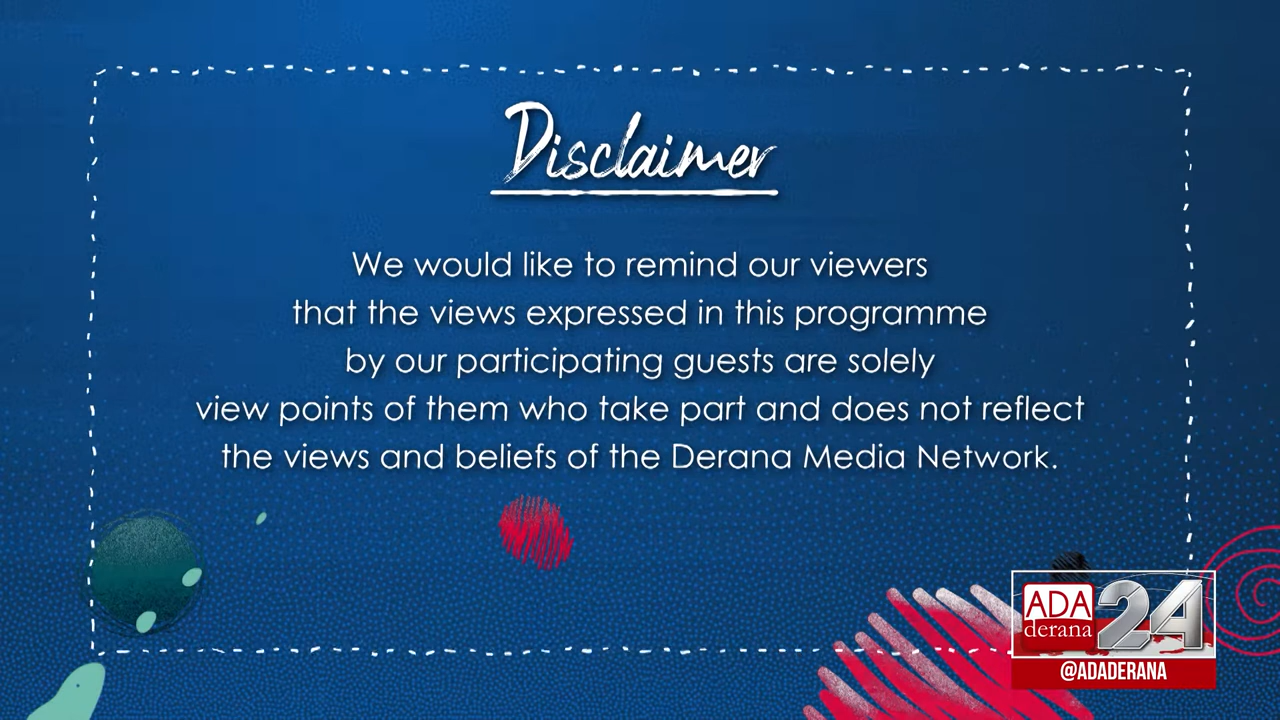 Disclaimer
We would like to remind our viewers
that the views expressed in this programme
by our participating guests are solely
view points of them who take part and does not reflect
the views and beliefs of the Derana Media Network.
ADA
derana
24
@ADADERANA